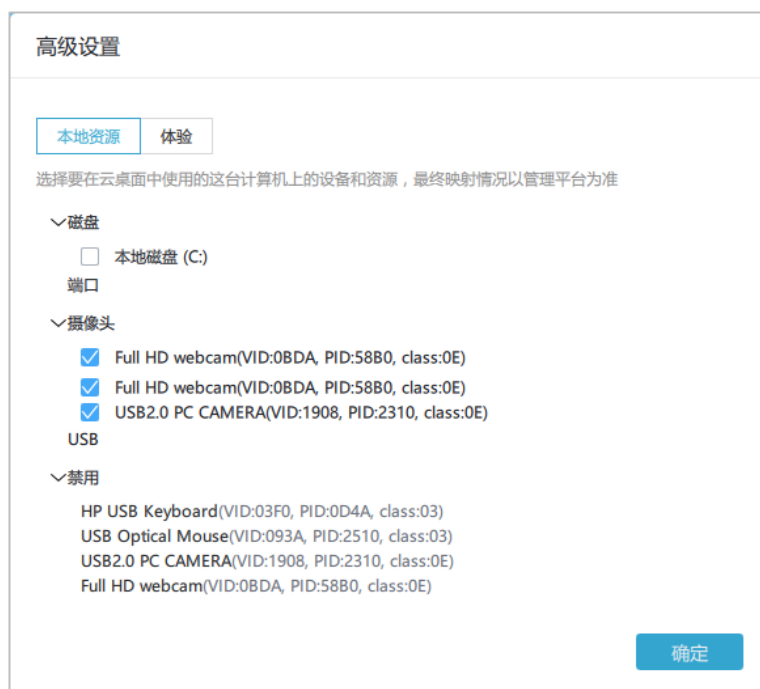 高级设置
本地资源 体验
选择要在云桌面中使用的这台计算机上的设备和资源，最终映射情况以管理平台为准
磁盘
本地磁盘 (C:)
端口
摄像头
Full HD webcam(VID:0BDA, PID:58B0, class:0E)
Full HD webcam(VID:0BDA, PID:58B0, class:0E)
USB2.0 PC CAMERA(VID:1908, PID:2310, class:0E)
USB
禁用
HP USB Keyboard(VID:03F0, PID:0D4A, class:03)
USB Optical Mouse(VID:093A, PID:2510, class:03)
USB2.0 PC CAMERA(VID:1908, PID:2310, class:0E)
Full HD webcam(VID:0BDA, PID:58B0, class:0E)
确定